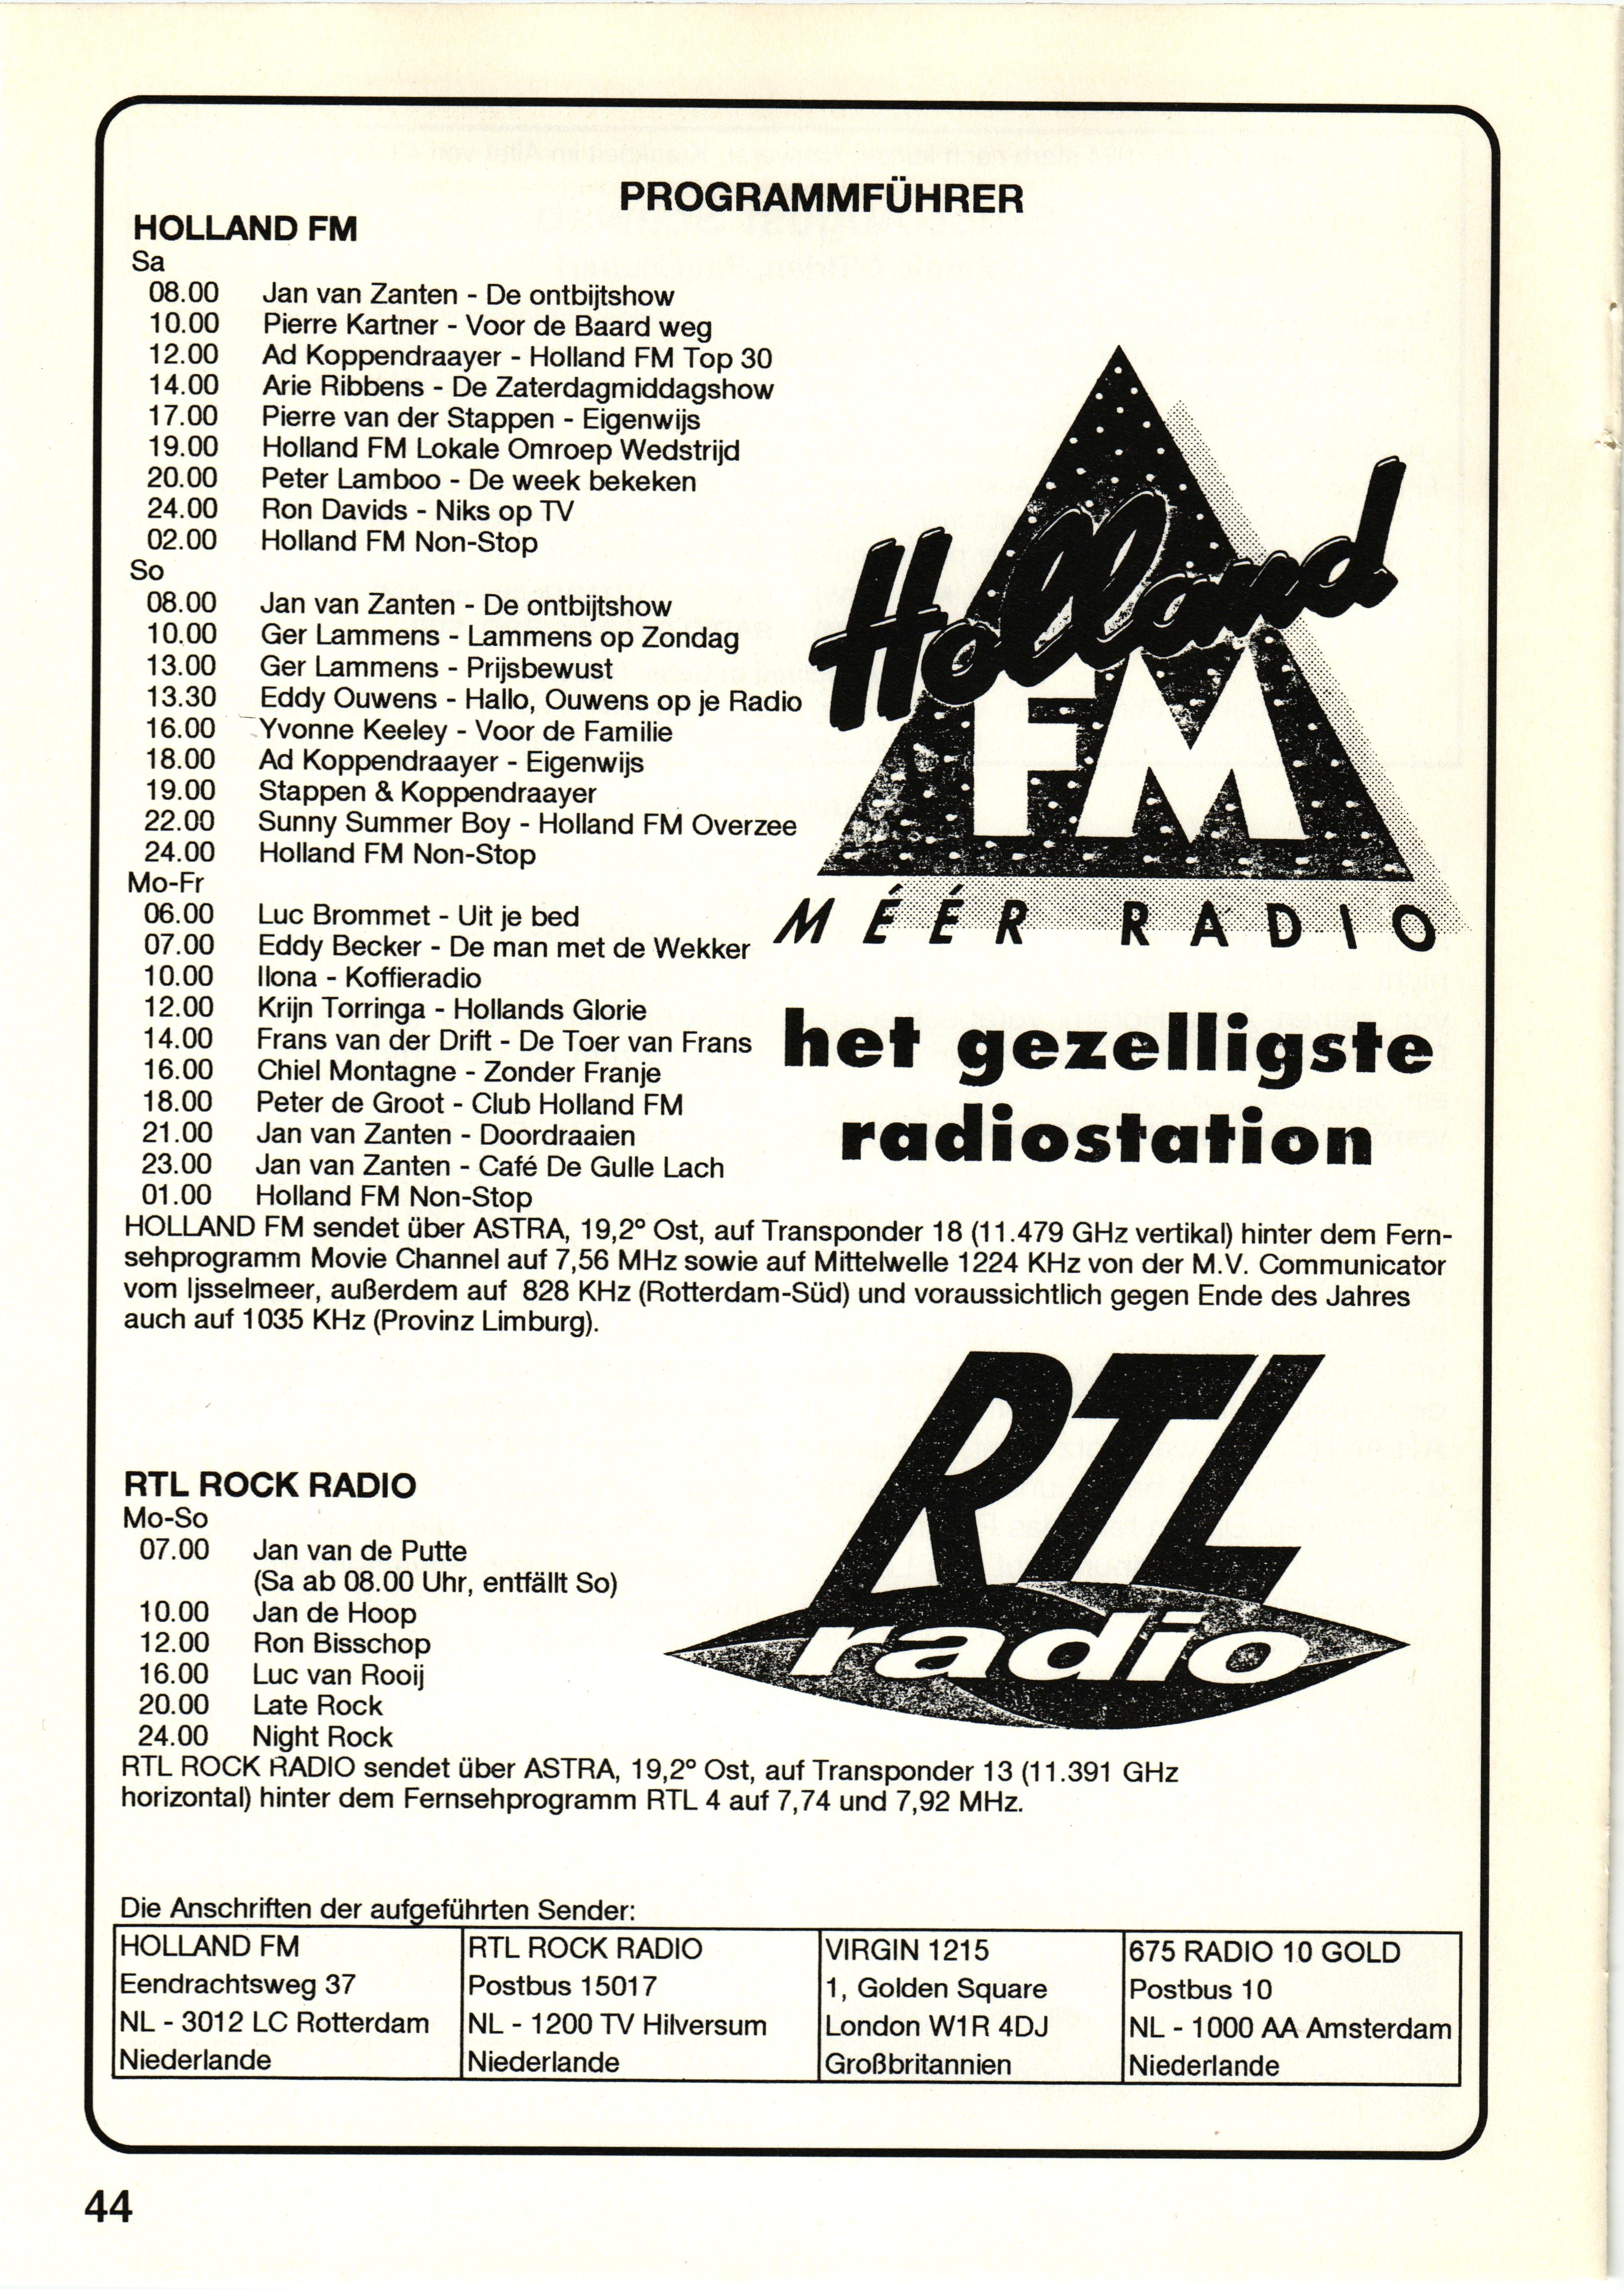 PROGRAMMFÜHRER
HOLLAND FM
Sa
08.00 Jan van Zanten - De ontbijtshow
10.00 Pierre Kartner - Voor de Baard weg
12.00 Ad Koppendraayer - Holland FM Top 30
14.00 Arie Ribbens - De Zaterdagmiddagshow
17.00 Pierre van der Stappen - Eigenwijs
19.00 Holland FM Lokale Omroep Wedstrijd
20.00 Peter Lamboo - De week bekeken
24.00 Ron Davids - Niks op TV
02.00 Holland FM Non-Stop
So
08.00 Jan van Zanten - De ontbijtshow
10.00 Ger Lammens - Lammens op Zondag
13.00 Ger Lammens - Prijsbewust
13.30 Eddy Ouwens - Hallo, Ouwens op je Radio
16.00 Yvonne Keeley - Voor de Familie
18.00 Ad Koppendraayer - Eigenwijs
19.00 Stappen & Koppendraayer
22.00 Sunny Summer Boy - Holland FM Overzee
24.00 Holland FM Non-Stop
Mo-Fr
06.00 Luc Brommet - Uit je bed
07.00 Eddy Becker - De man met de Wekker
10.00 Ilona - Koffieradio
12.00 Krijn Torringa - Hollands Glorie
14.00 Frans van der Drift - De Toer van Frans
16.00 Chiel Montagne - Zonder Franje
18.00 Peter de Groot - Club Holland FM
21.00 Jan van Zanten - Doordraaien
23.00 Jan van Zanten - Café De Gulle Lach
01.00 Holland FM Non-Stop
Holland
FM
MÉÉR RADIO
het gezelligste
radiostation
HOLLAND FM sendet über ASTRA, 19,2º Ost, auf Transponder 18 (11.479 GHz vertikal) hinter dem Fern-
sehprogramm Movie Channel auf 7,56 MHz sowie auf Mittelwelle 1224 KHz von der M.V. Communicator
vom Ijsselmeer, außerdem auf 828 KHz (Rotterdam-Süd) und voraussichtlich gegen Ende des Jahres
auch auf 1035 KHz (Provinz Limburg).
RTL
radio
RTL ROCK RADIO
Mo-So
07.00 Jan van de Putte
(Sa ab 08.00 Uhr, entfällt So)
10.00 Jan de Hoop
12.00 Ron Bisschop
16.00 Luc van Rooij
20.00 Late Rock
24.00 Night Rock
RTL ROCK RADIO sendet über ASTRA, 19,2º Ost, auf Transponder 13 (11.391 GHz
horizontal) hinter dem Fernsehprogramm RTL 4 auf 7,74 und 7,92 MHz.
Die Anschriften der aufgeführten Sender:
HOLLAND FM
Eendrachtsweg 37
NL - 3012 LC Rotterdam
Niederlande
RTL ROCK RADIO
Postbus 15017
NL - 1200 TV Hilversum
Niederlande
VIRGIN 1215
1, Golden Square
London W1R 4DJ
Großbritannien
675 RADIO 10 GOLD
Postbus 10
NL - 1000 AA Amsterdam
Niederlande
44